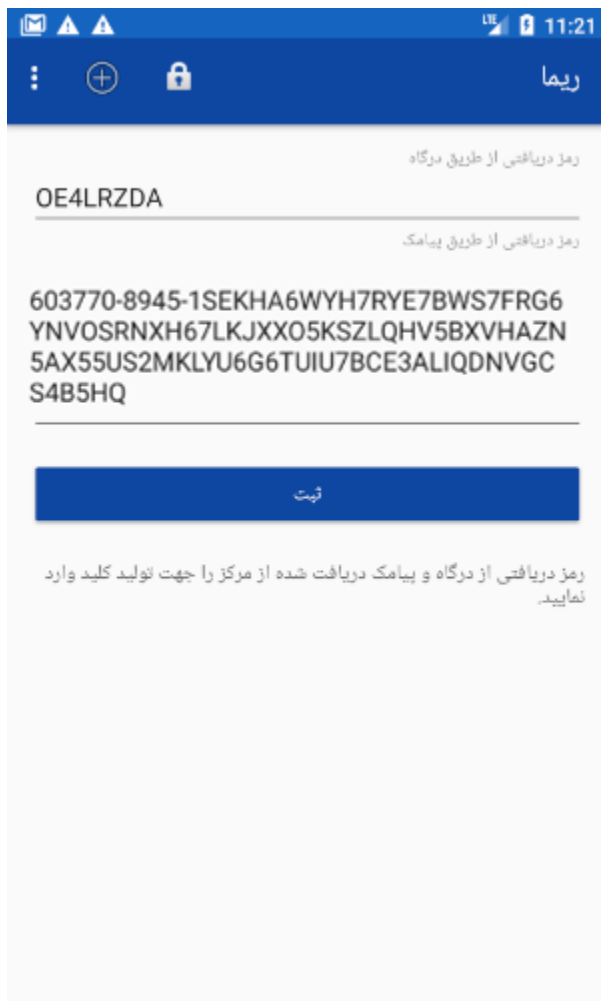 LTE 11:21
ریما
رمز دریافتی از طریق درگاه
OE4LRZDA
رمز دریافتی از طریق پیامک
603770-8945-1SEKHA6WYH7RYE7BWS7FRG6
YNVOSRNXH67LKJXXO5KSZLQHV5BXVHAZN
5AX55US2MKLYU6G6TUIU7BCE3ALIQDNVGC
S4B5HQ
ثبت
رمز دریافتی از درگاه و پیامک دریافت شده از مرکز را جهت تولید کلید وارد
نمایید.